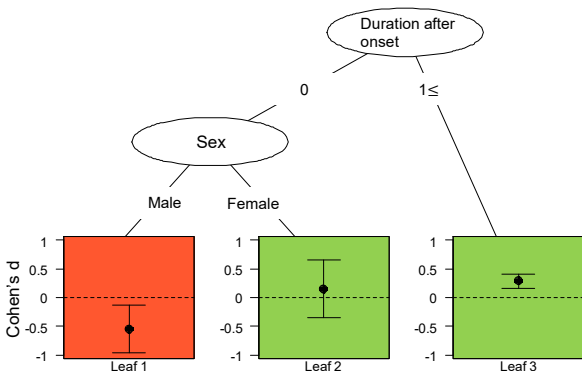 Duration after
onset
0
1≤
Sex
Male
Female
Cohen's d
1
0.5
0
-0.5
-1
Leaf 1
1
0.5
0
-0.5
-1
Leaf 2
1
0.5
0
-0.5
-1
Leaf 3